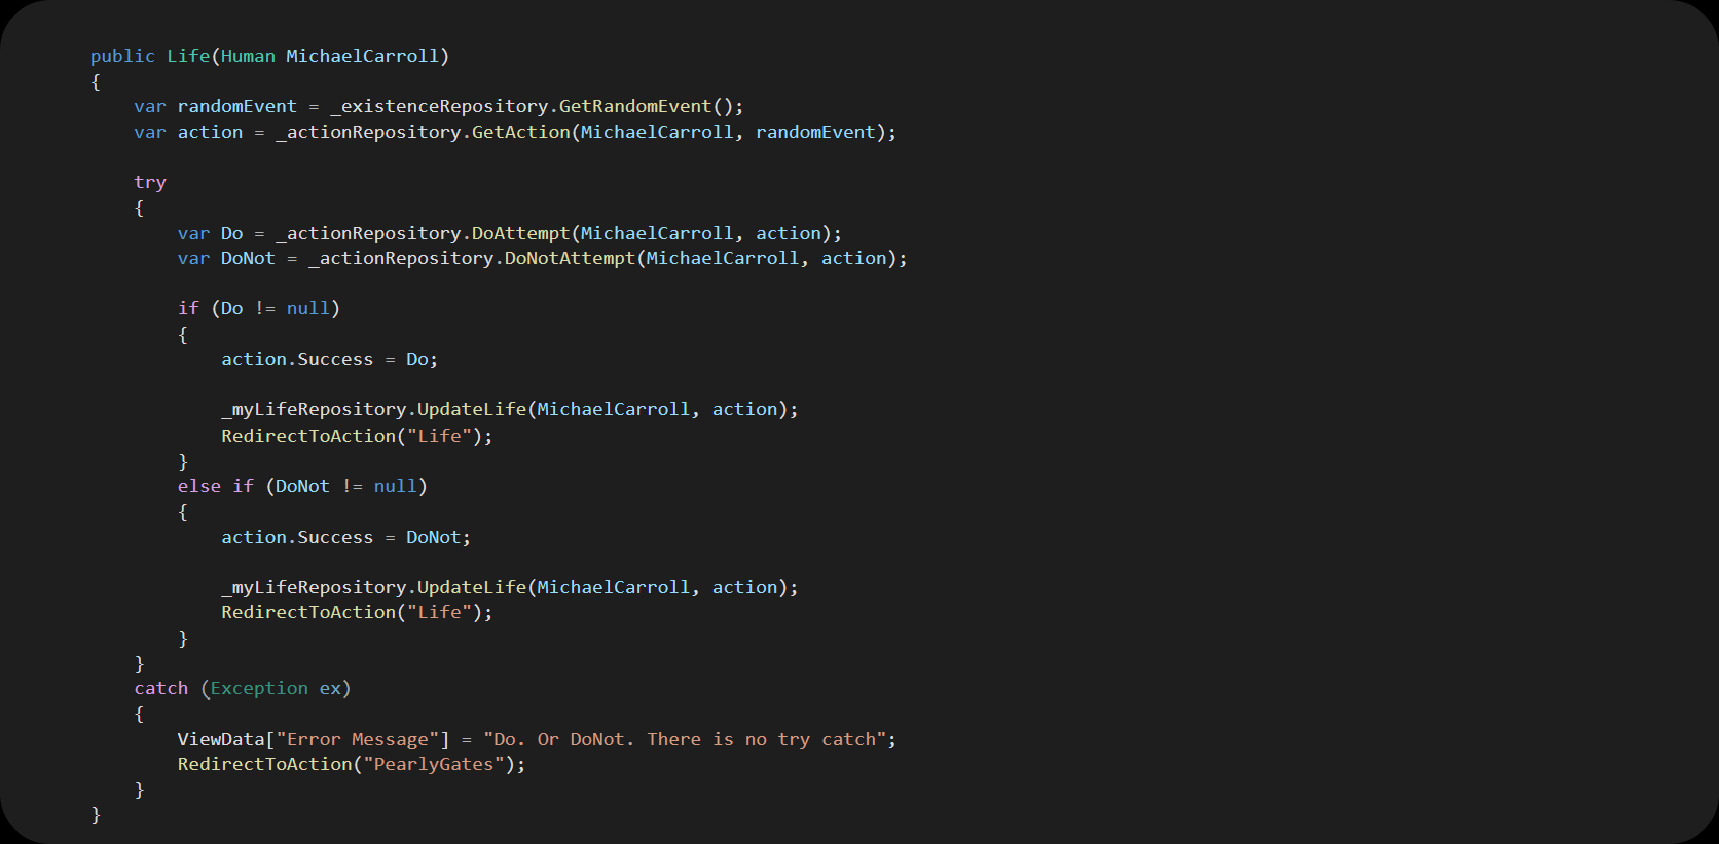 public Life(Human MichaelCarroll)
{
    var randomEvent = _existenceRepository.GetRandomEvent();
    var action = _actionRepository.GetAction(MichaelCarroll, randomEvent);

    try
    {
        var Do = _actionRepository.DoAttempt(MichaelCarroll, action);
        var DoNot = _actionRepository.DoNotAttempt(MichaelCarroll, action);

        if (Do != null)
        {
            action.Success = Do;

            _myLifeRepository.UpdateLife(MichaelCarroll, action);
            RedirectToAction("Life");
        }
        else if (DoNot != null)
        {
            action.Success = DoNot;

            _myLifeRepository.UpdateLife(MichaelCarroll, action);
            RedirectToAction("Life");
        }
    }
    catch (Exception ex)
    {
        ViewData["Error Message"] = "Do. Or DoNot. There is no try catch";
        RedirectToAction("PearlyGates");
    }
}